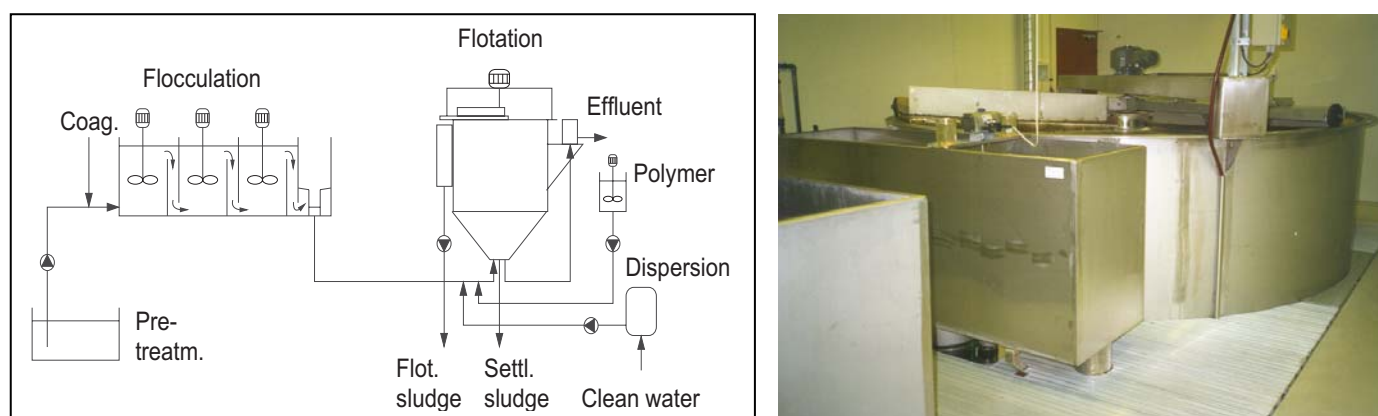 Flotation
Flocculation
Coag.
Effluent
Polymer
Dispersion
Pre-
treatm.
Flot.
sludge
Settl.
sludge
Clean water